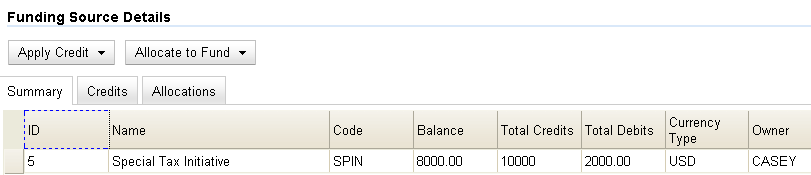 Funding Source Details
Apply Credit Allocate to Fund
Summary Credits Allocations
ID Name Code Balance Total Credits Total Debits Currency Type Owner
5 Special Tax Initiative SPIN 8000.00 10000 2000.00 USD CASEY